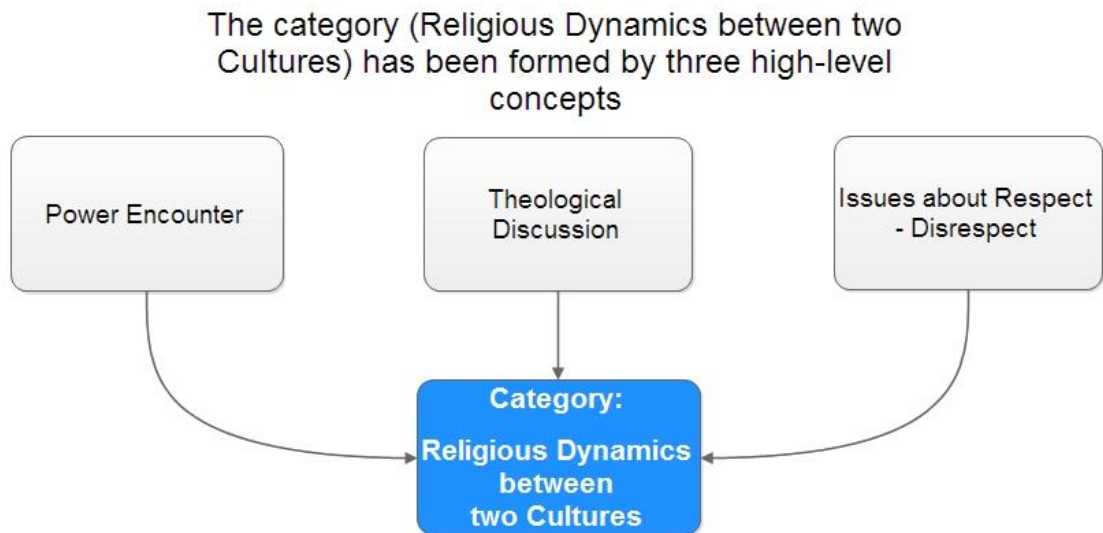 The category (Religious Dynamics between two
Cultures) has been formed by three high-level
concepts
Power Encounter
Theological
Discussion
Issues about Respect
- Disrespect
Category:
Religious Dynamics
between
two Cultures